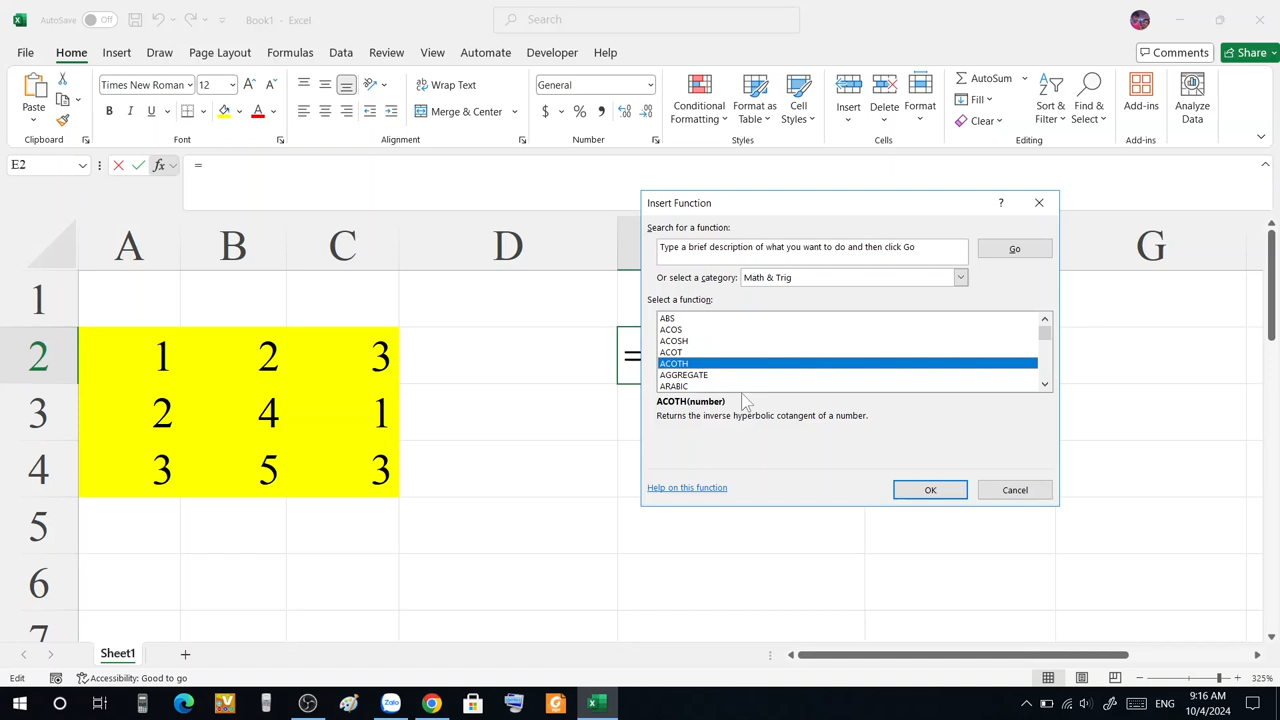 AutoSave Off Book1 - Excel Search
File Home Insert Draw Page Layout Formulas Data Review View Automate Developer Help Comments Share
Paste Times New Roman 12 Wrap Text General Conditional Formatting Format as Table Cell Styles Insert Delete Format AutoSum Sort & Filter Find & Select Add-ins Analyze Data
B I U A Merge & Center $ % Fill
Clear
Clipboard Font Alignment Number Styles Cells Editing Add-ins
E2 fx =
Insert Function ?
Search for a function:
Type a brief description of what you want to do and then click Go Go
Or select a category: Math & Trig
Select a function:
ABS
ACOS
ACOSH
ACOT
ACOTH
AGGREGATE
ARABIC
ACOTH(number)
Returns the inverse hyperbolic cotangent of a number.
Help on this function OK Cancel
A B C D G
1
2 1 2 3 =
3 2 4 1
4 3 5 3
5
6
7
Sheet1
Edit Accessibility: Good to go 325%
Zalo ENG 9:16 AM
10/4/2024